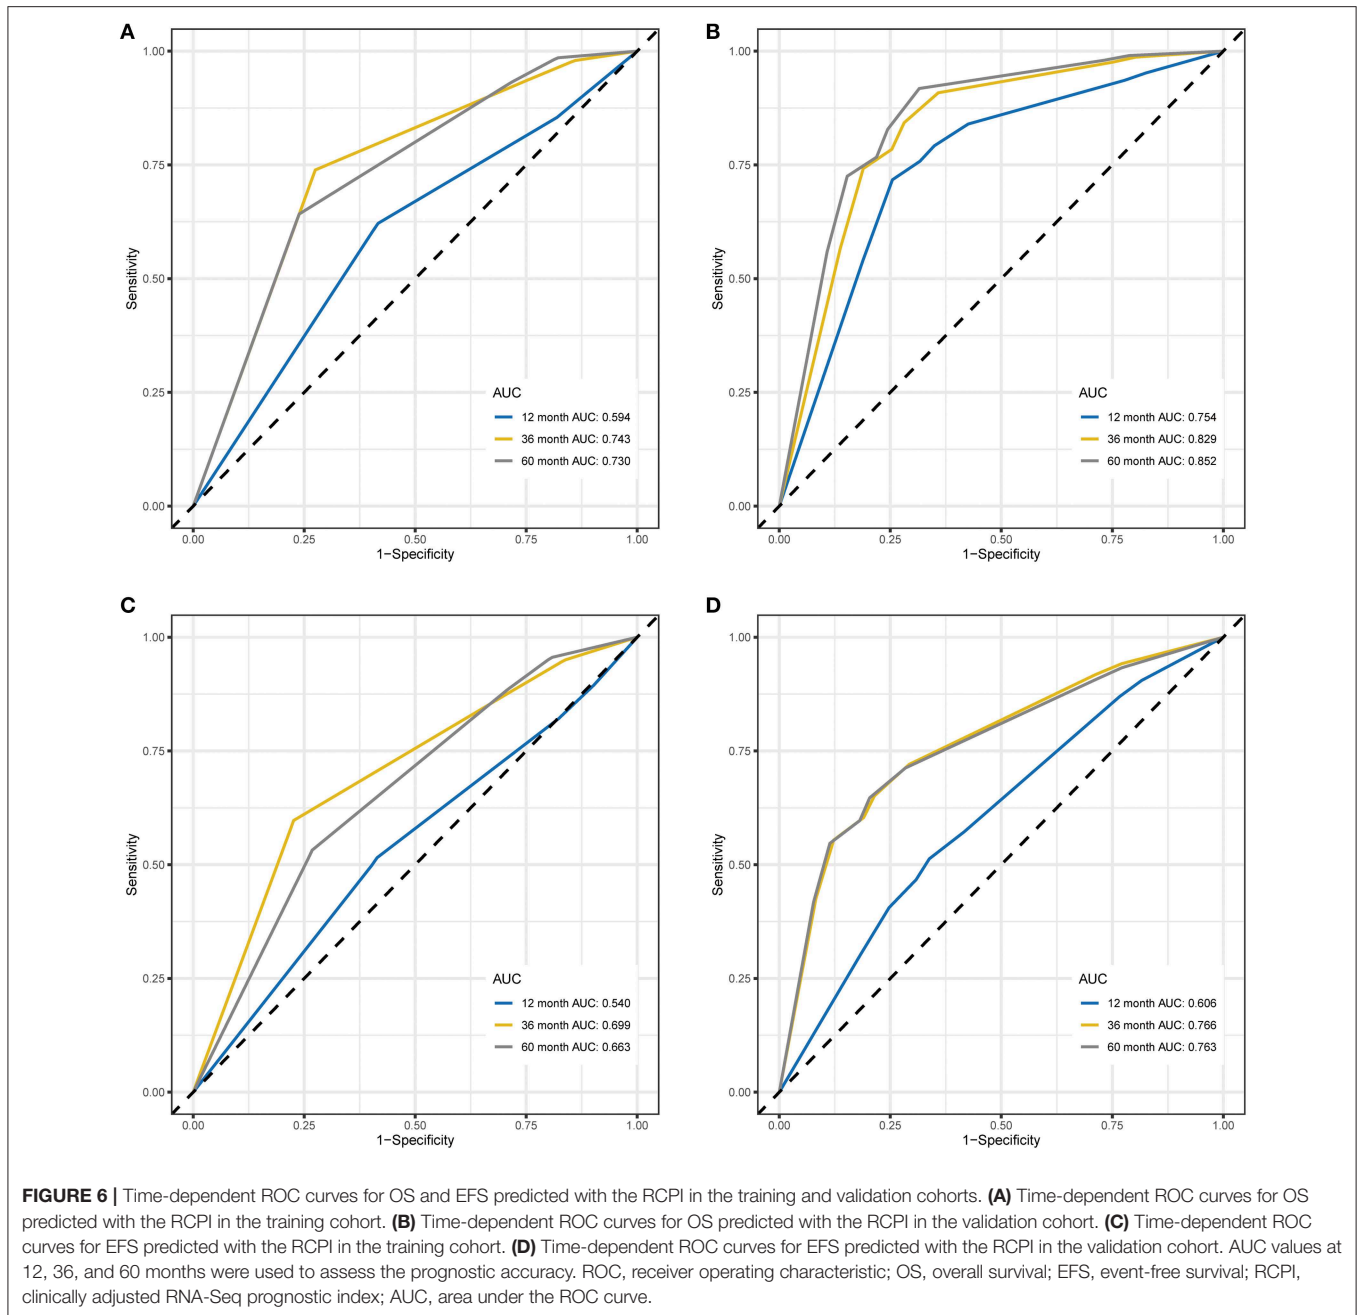 A
1.00
0.75
0.50
0.25
0.00
Sensitivity
AUC
12 month AUC: 0.594
36 month AUC: 0.743
60 month AUC: 0.730
0.00 0.25 0.50 0.75 1.00
1-Specificity
B
1.00
0.75
0.50
0.25
0.00
Sensitivity
AUC
12 month AUC: 0.754
36 month AUC: 0.829
60 month AUC: 0.852
0.00 0.25 0.50 0.75 1.00
1-Specificity
C
1.00
0.75
0.50
0.25
0.00
Sensitivity
AUC
12 month AUC: 0.540
36 month AUC: 0.699
60 month AUC: 0.663
0.00 0.25 0.50 0.75 1.00
1-Specificity
D
1.00
0.75
0.50
0.25
0.00
Sensitivity
AUC
12 month AUC: 0.606
36 month AUC: 0.766
60 month AUC: 0.763
0.00 0.25 0.50 0.75 1.00
1-Specificity
FIGURE 6 | Time-dependent ROC curves for OS and EFS predicted with the RCPI in the training and validation cohorts. (A) Time-dependent ROC curves for OS
predicted with the RCPI in the training cohort. (B) Time-dependent ROC curves for OS predicted with the RCPI in the validation cohort. (C) Time-dependent ROC
curves for EFS predicted with the RCPI in the training cohort. (D) Time-dependent ROC curves for EFS predicted with the RCPI in the validation cohort. AUC values at
12, 36, and 60 months were used to assess the prognostic accuracy. ROC, receiver operating characteristic; OS, overall survival; EFS, event-free survival; RCPI,
clinically adjusted RNA-Seq prognostic index; AUC, area under the ROC curve.